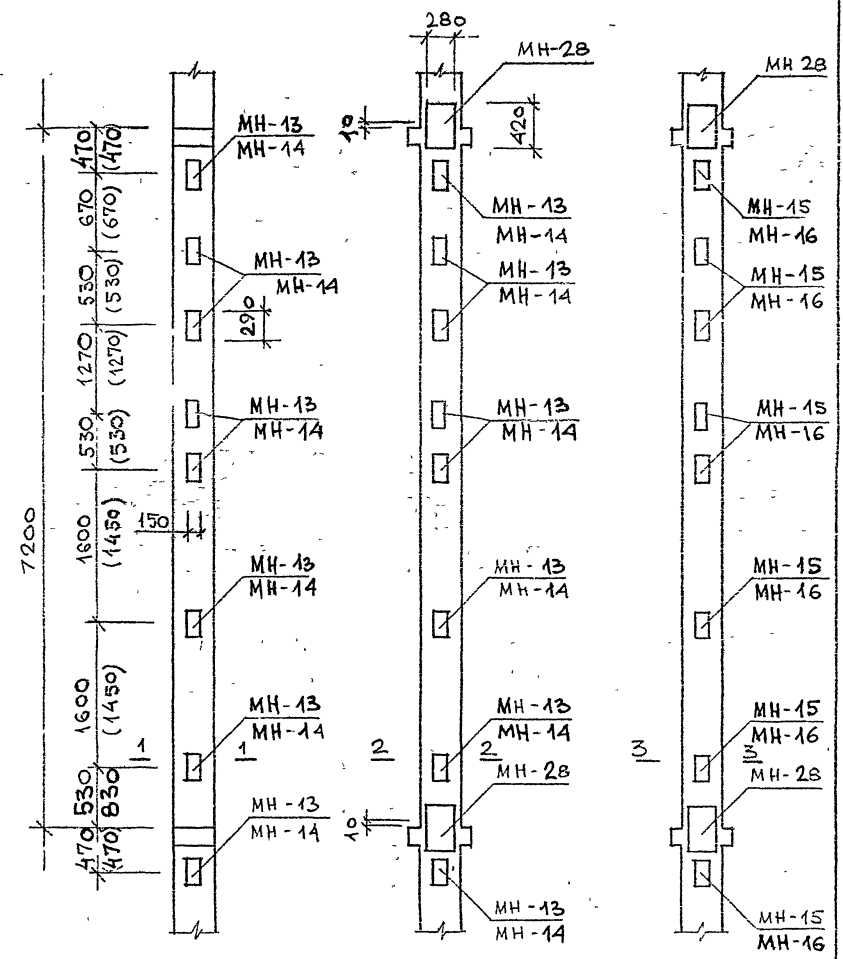 280
МН-28
МН 28
10
420
МН-13
МН-14
470
(470)
МН-13
МН-14
МН-15
МН-16
670
(670)
МН-13
МН-14
МН-13
МН-14
МН-15
МН-16
530
(530)
290
1270
(1270)
МН-13
МН-14
МН-13
МН-14
МН-15
МН-16
530
(530)
150
7200
1600
(1450)
МН-13
МН-14
МН-13
МН-14
МН-15
МН-16
1600
(1450)
МН-13
МН-14
МН-13
МН-14
МН-15
МН-16
1 1 2 2 3 3
МН-28
МН-28
530
830
МН-13
МН-14
10
470
(470)
МН-13
МН-14
МН-15
МН-16